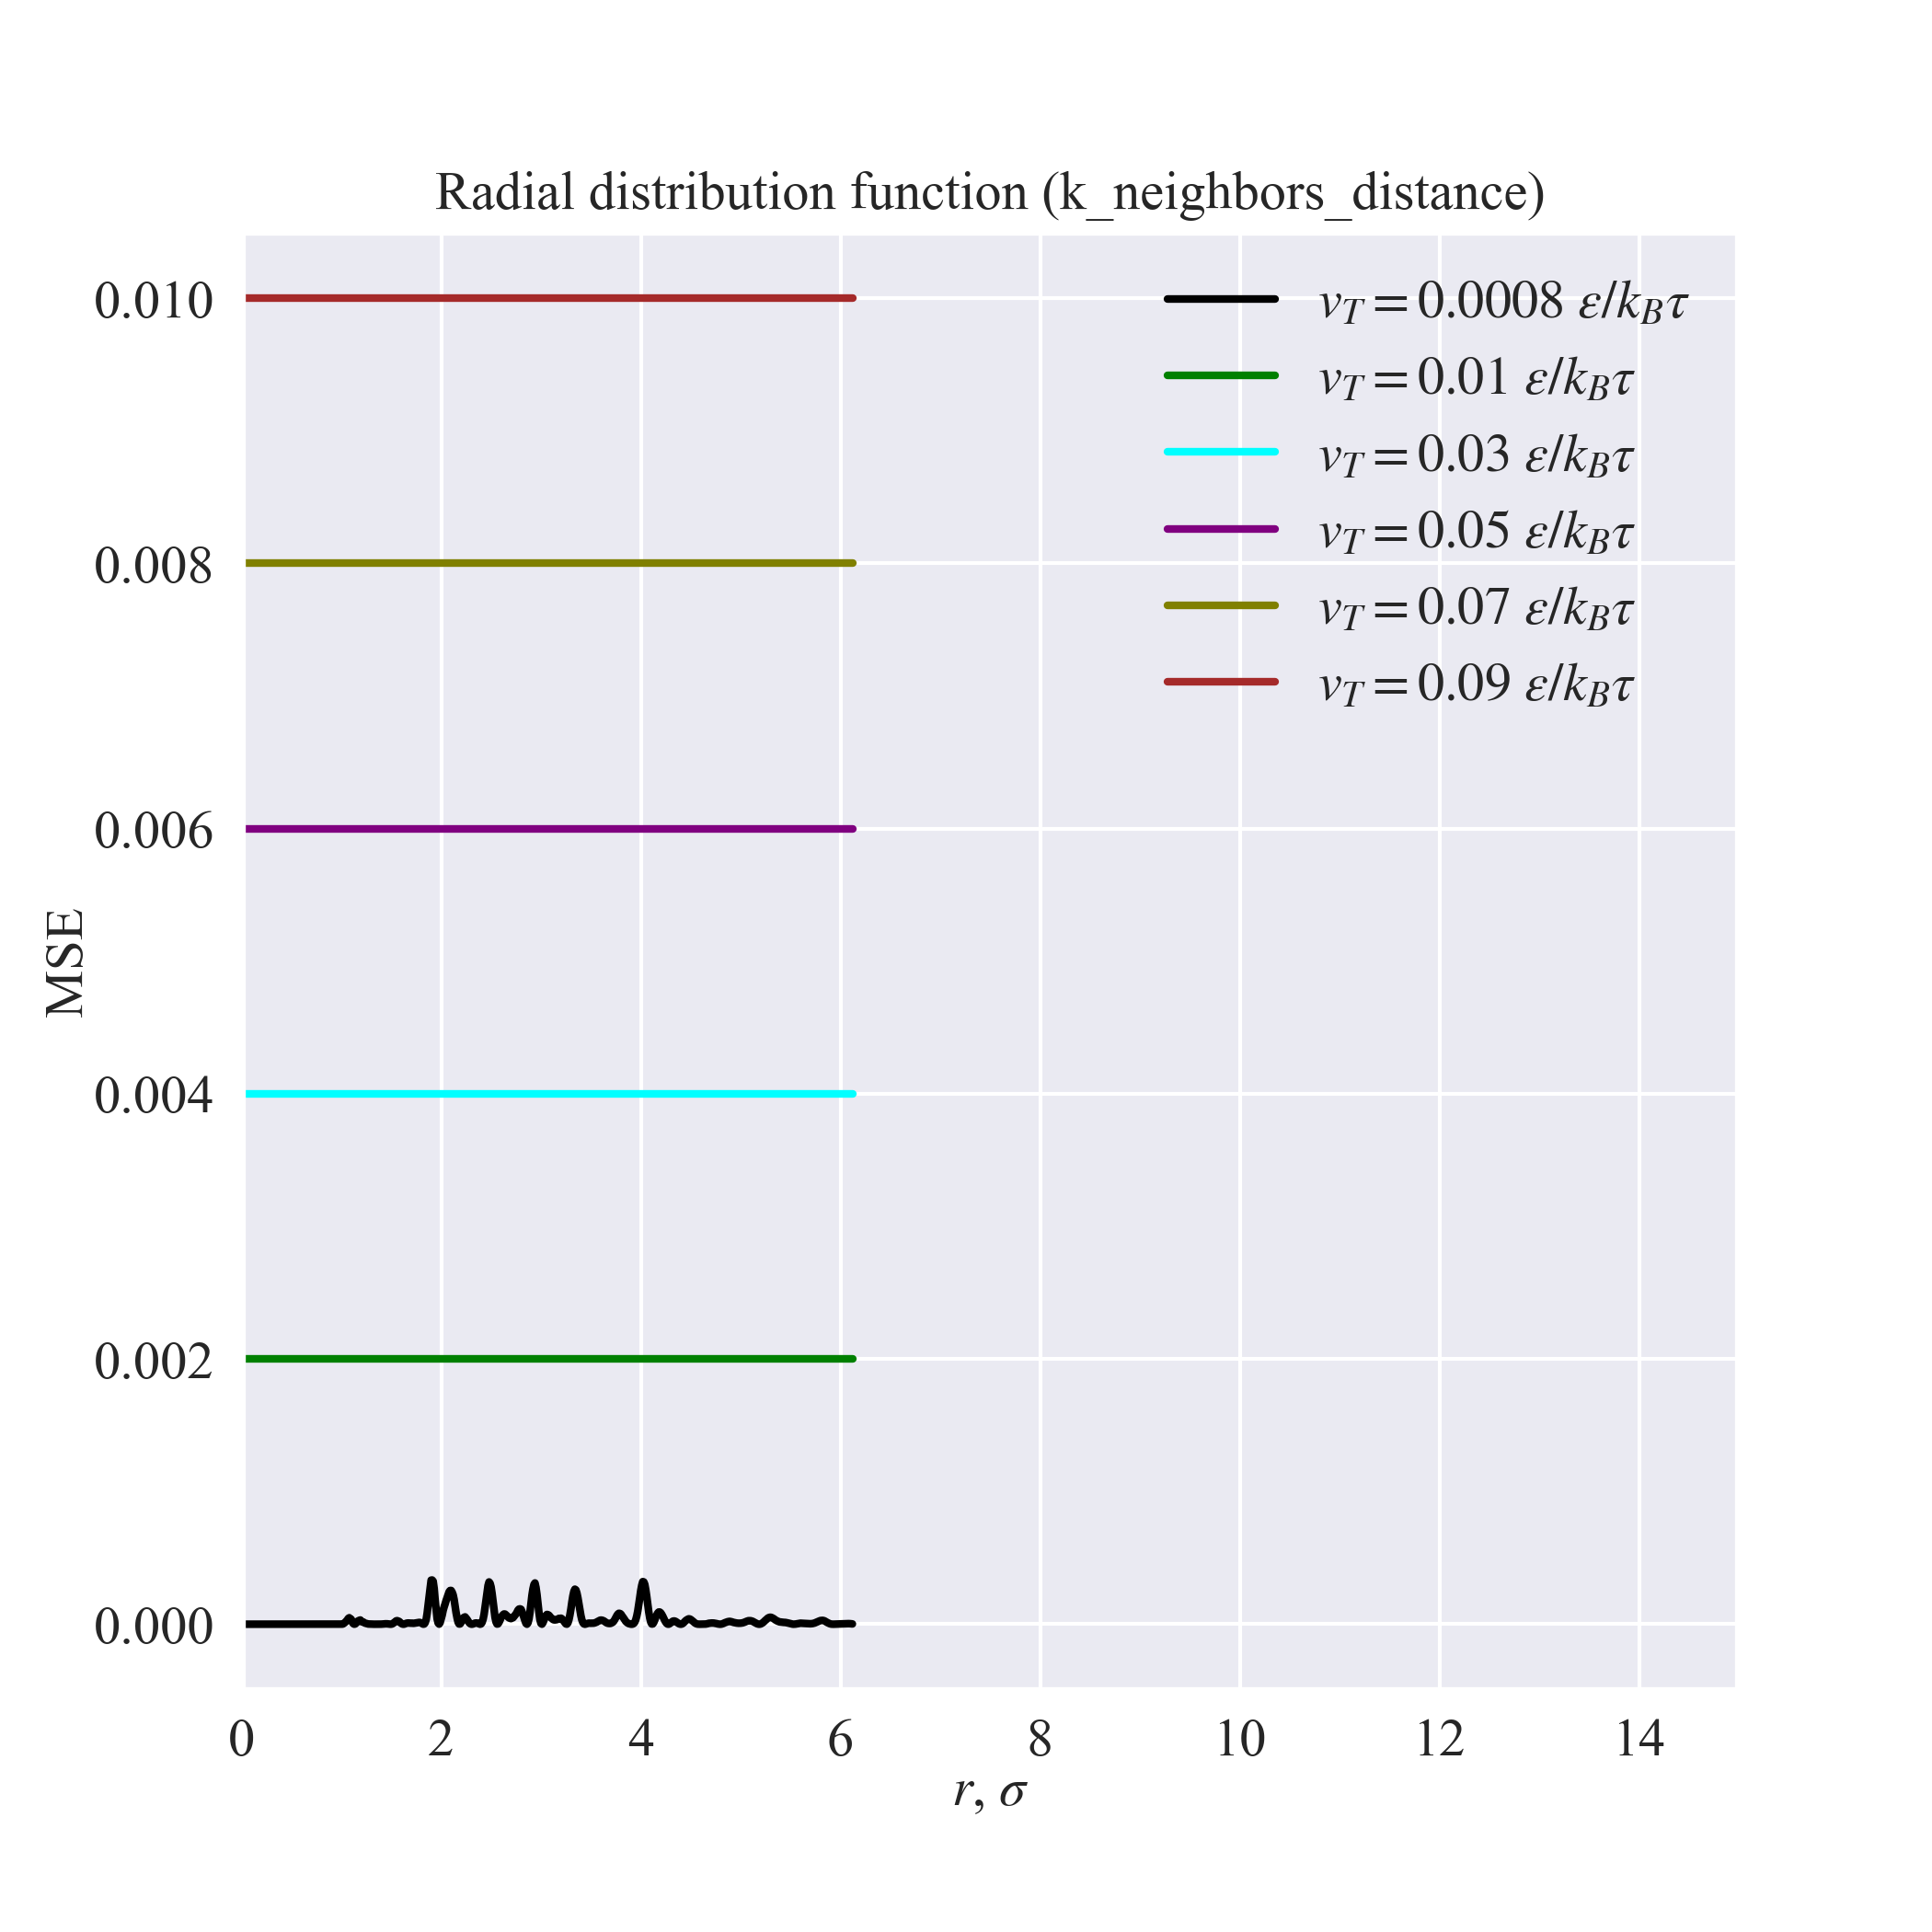 Radial distribution function (k_neighbors_distance)
0.010
0.008
0.006
0.004
0.002
0.000
MSE
v_T = 0.0008 ε/k_Bτ
v_T = 0.01 ε/k_Bτ
v_T = 0.03 ε/k_Bτ
v_T = 0.05 ε/k_Bτ
v_T = 0.07 ε/k_Bτ
v_T = 0.09 ε/k_Bτ
0 2 4 6 8 10 12 14
r, σ